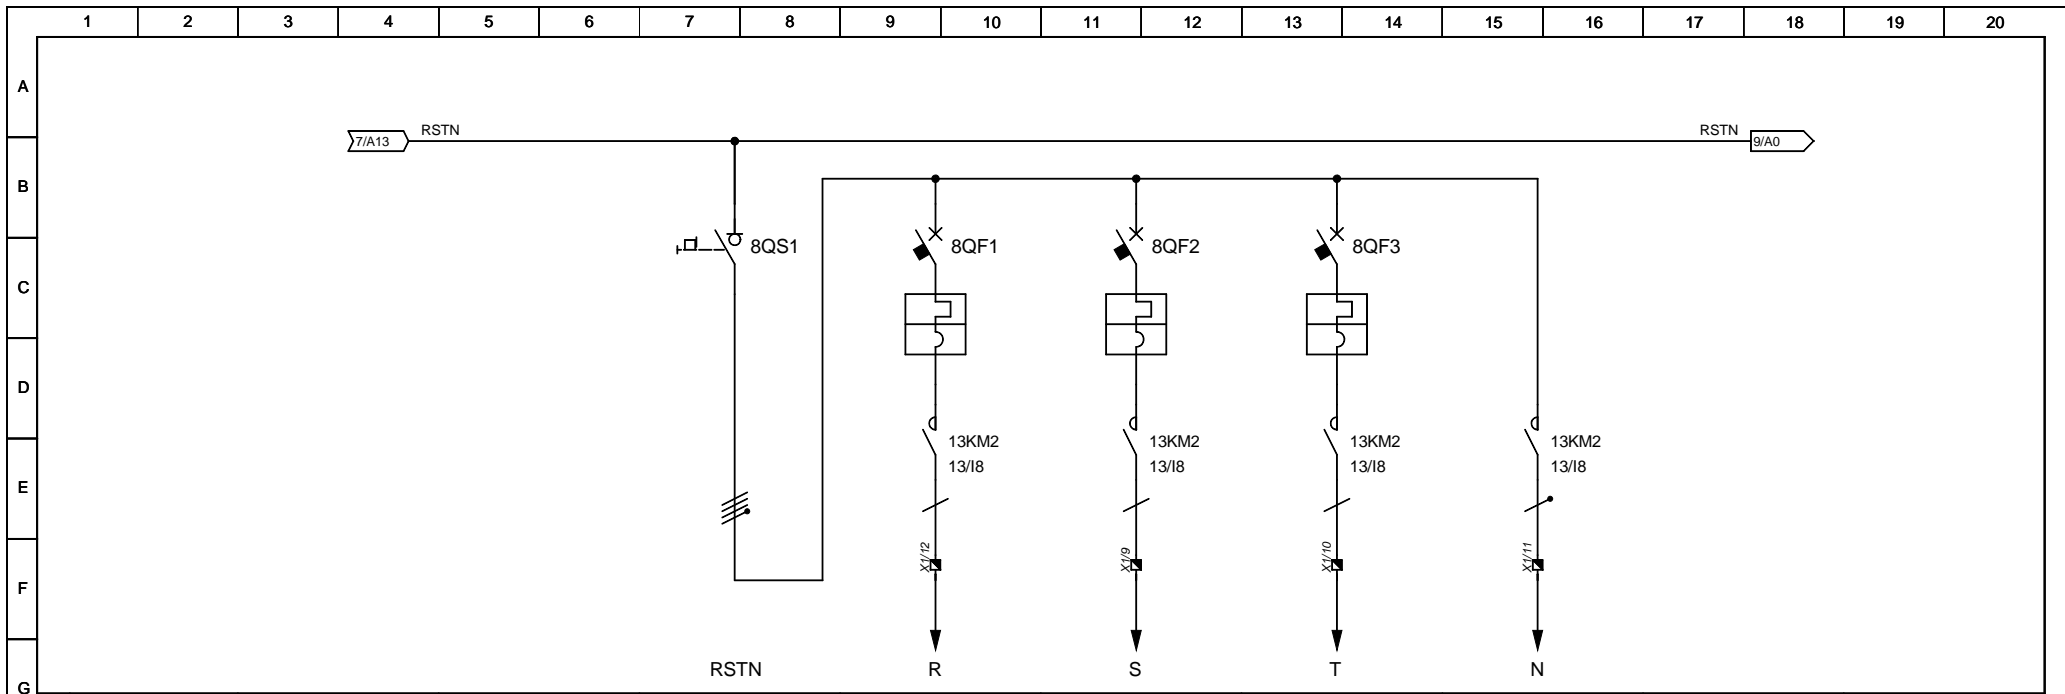 1 2 3 4 5 6 7 8 9 10 11 12 13 14 15 16 17 18 19 20
A
RSTN RSTN
7/A13 9/A0
B
8QS1 8QF1 8QF2 8QF3
C
D
13KM2 13KM2 13KM2 13KM2
13/I8 13/I8 13/I8 13/I8
E
X1/12 X1/9 X1/10 X1/11
F
RSTN R S T N
G